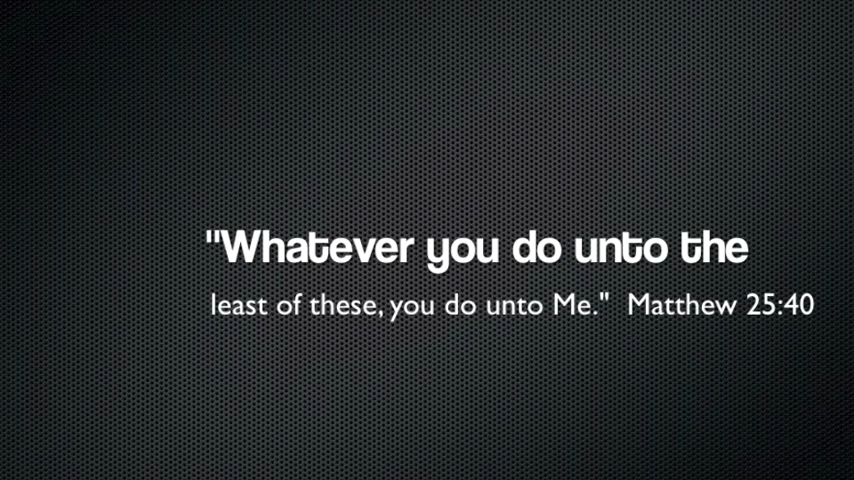 "Whatever you do unto the
least of these, you do unto Me."  Matthew 25:40